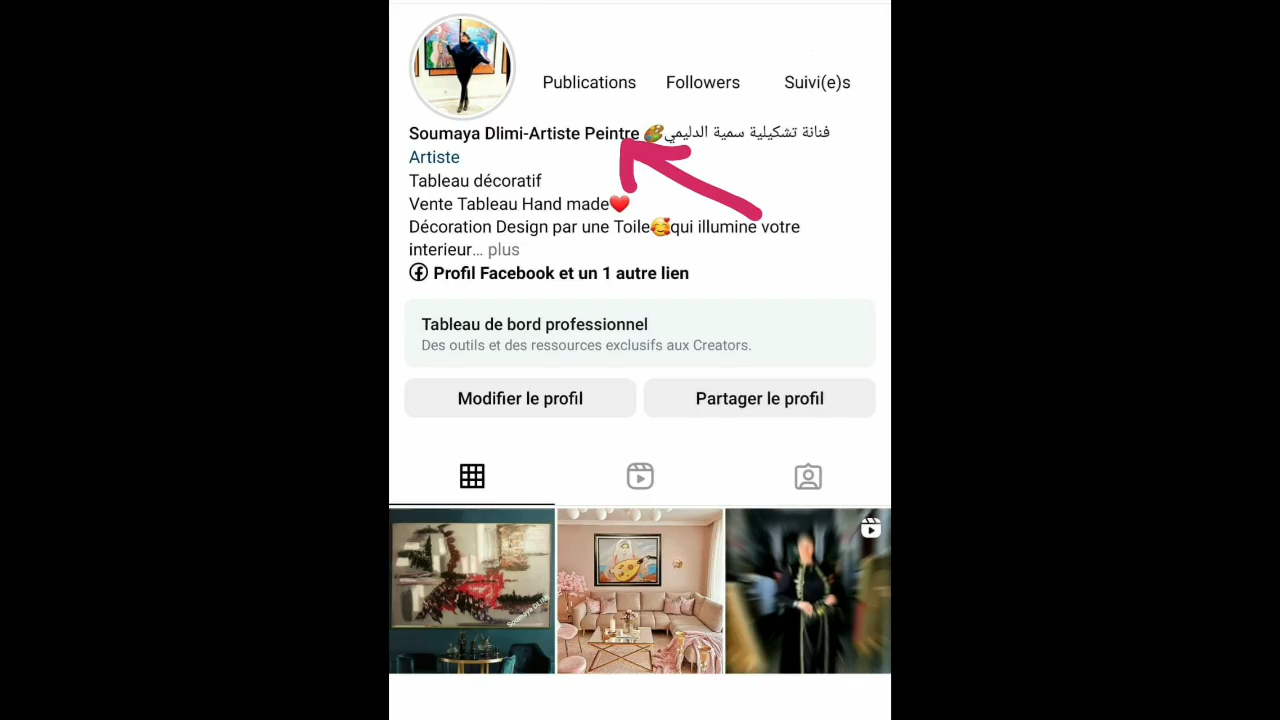 Publications Followers Suivi(e)s
Soumaya Dlimi-Artiste Peintre 🎨فنانة تشكيلية سمية الدليمي
Artiste
Tableau décoratif
Vente Tableau Hand made❤️
Décoration Design par une Toile🥰qui illumine votre
interieur... plus
Profil Facebook et un 1 autre lien
Tableau de bord professionnel
Des outils et des ressources exclusifs aux Creators.
Modifier le profil Partager le profil
Soumaya DLIMI